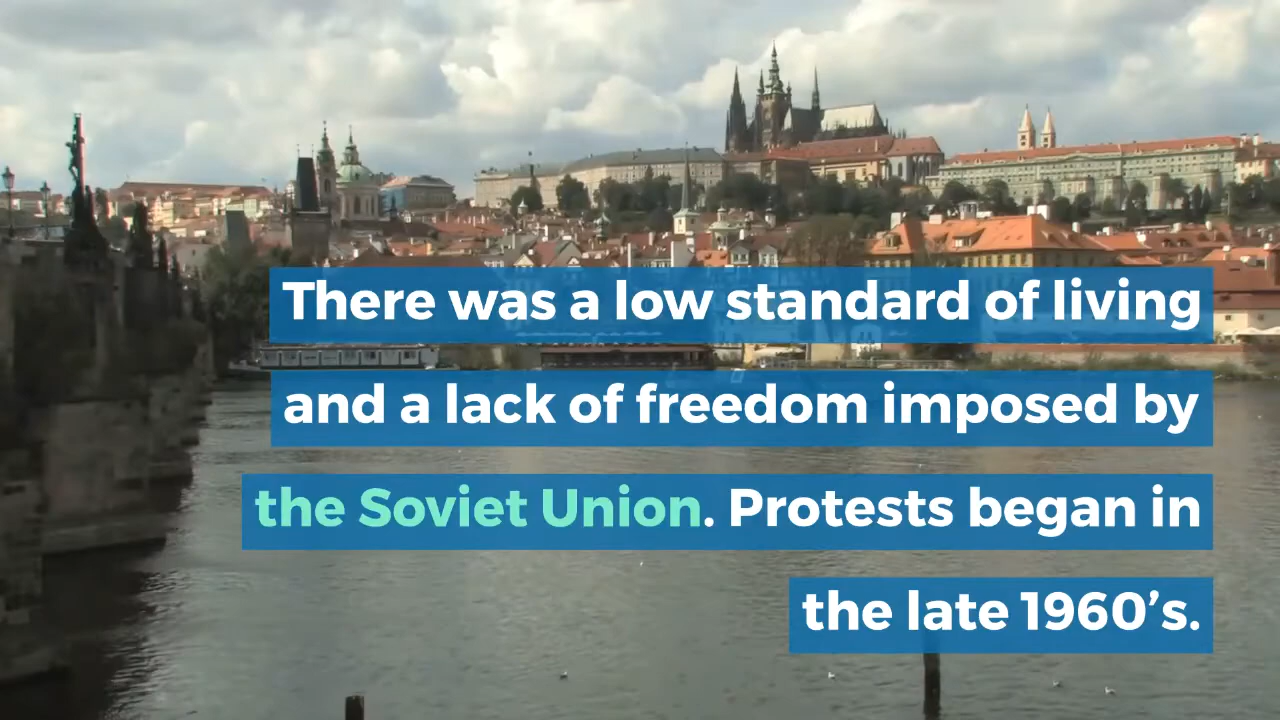 There was a low standard of living
and a lack of freedom imposed by
the Soviet Union. Protests began in
the late 1960’s.